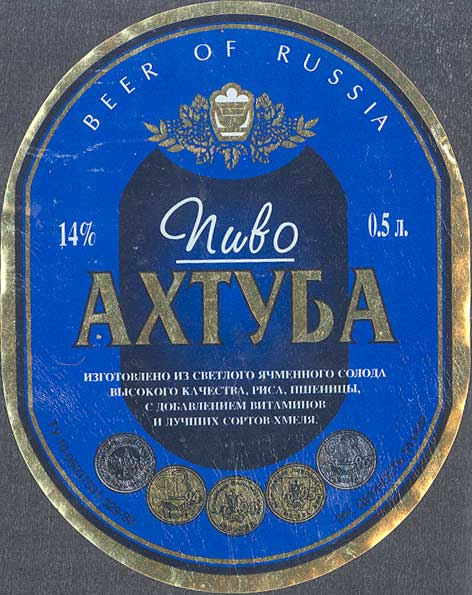 BEER OF RUSSIA
14%
Пиво
0.5 л.
АХТУБА
ИЗГОТОВЛЕНО ИЗ СВЕТЛОГО ЯЧМЕННОГО СОЛОДА
ВЫСОКОГО КАЧЕСТВА, РИСА, ПШЕНИЦЫ,
С ДОБАВЛЕНИЕМ ВИТАМИНОВ
И ЛУЧШИХ СОРТОВ ХМЕЛЯ.